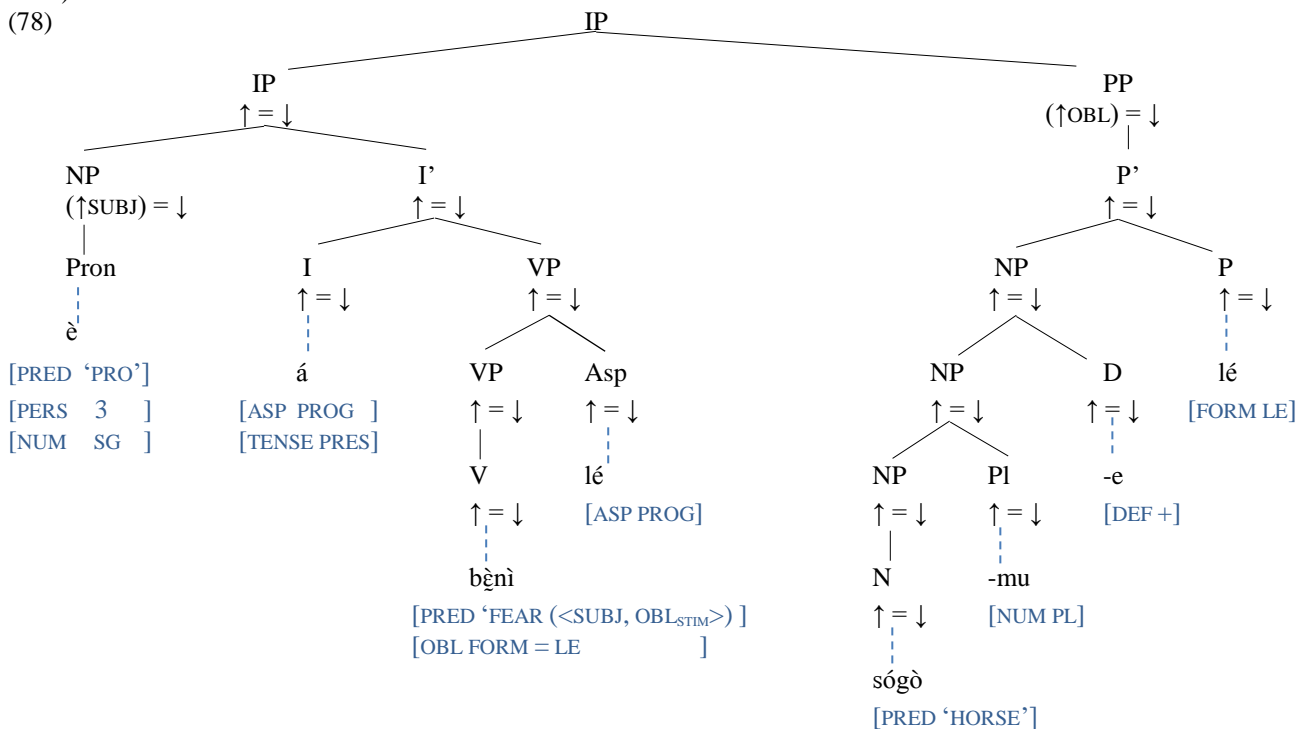 (78) IP
IP PP
↑ = ↓ (↑OBL) = ↓
NP I’ P’
(↑SUBJ) = ↓ ↑ = ↓ ↑ = ↓
Pron I VP NP P
↑ = ↓ ↑ = ↓ ↑ = ↓ ↑ = ↓
è
[PRED ‘PRO’] á VP Asp NP D lé
[PERS 3 ] [ASP PROG ] ↑ = ↓ ↑ = ↓ ↑ = ↓ ↑ = ↓ [FORM LE]
[NUM SG ] [TENSE PRES]
V lé NP Pl -e
↑ = ↓ [ASP PROG] ↑ = ↓ ↑ = ↓ [DEF +]
bɛ̰̀nì N -mu
[PRED ‘FEAR (<SUBJ, OBLSTIM>) ] ↑ = ↓ [NUM PL]
[OBL FORM = LE ]
sógò
[PRED ‘HORSE’]